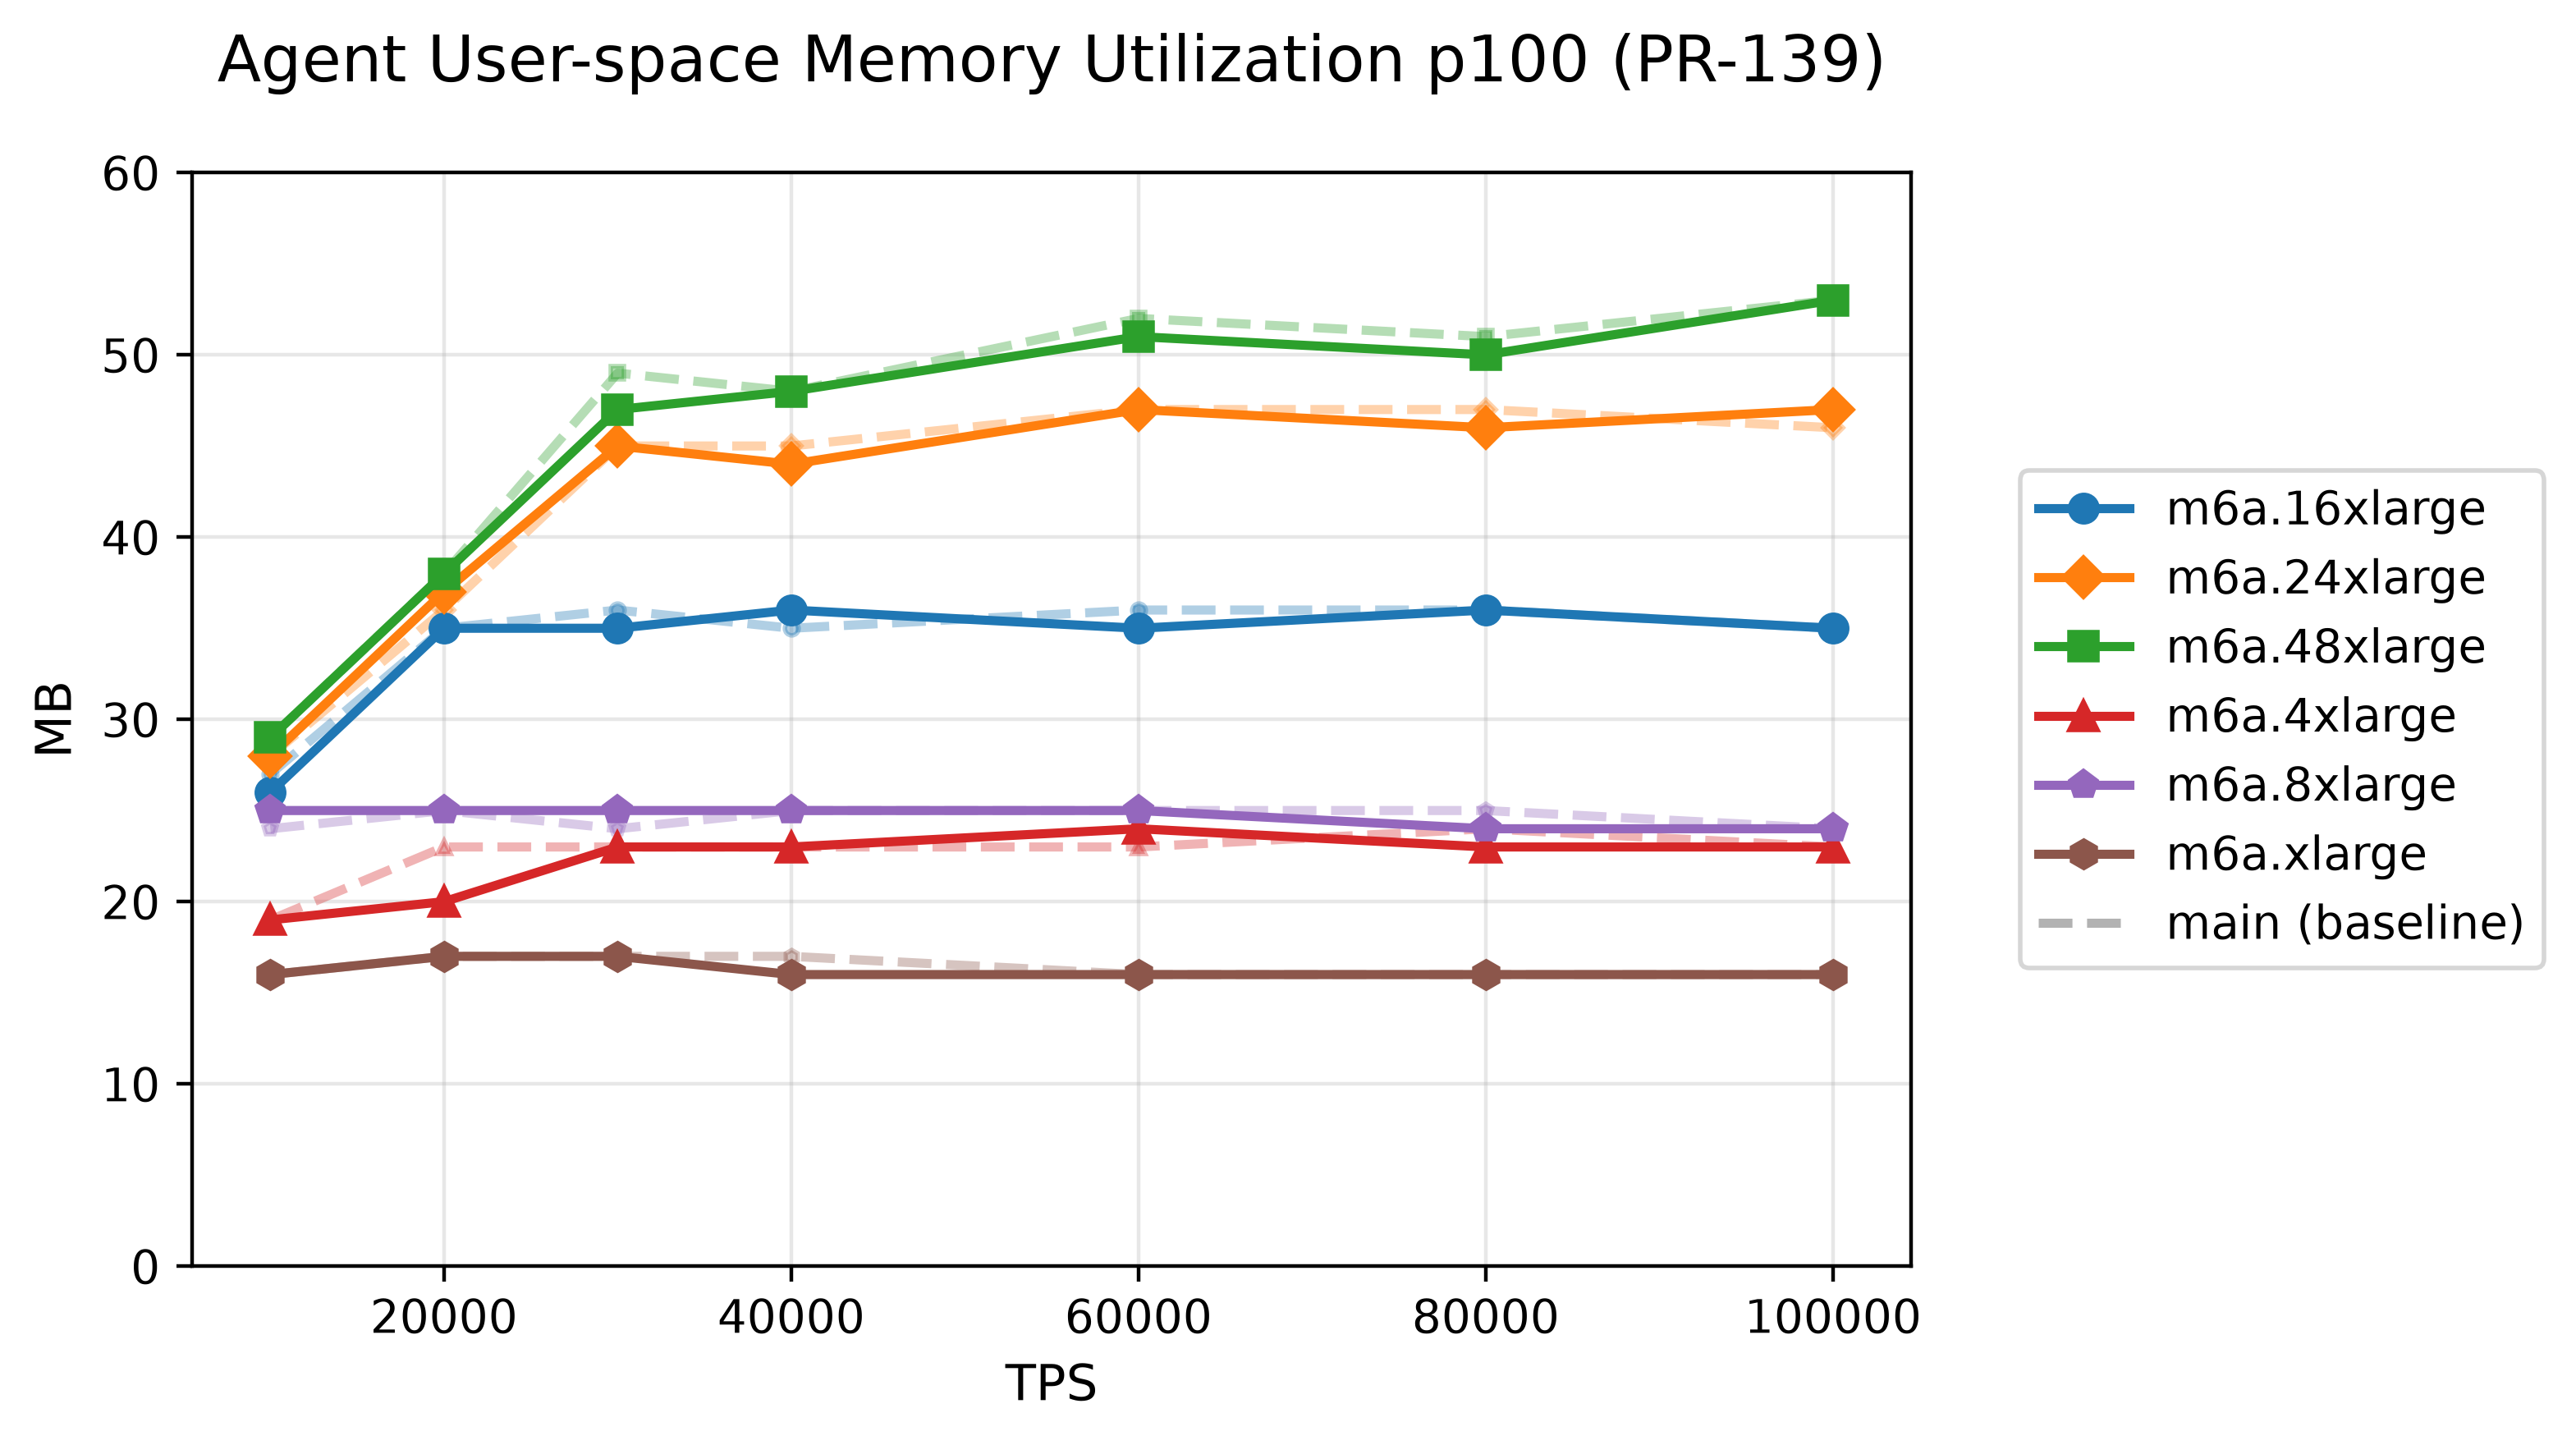 Agent User-space Memory Utilization p100 (PR-139)
60
50
40
30
20
10
0
MB
20000 40000 60000 80000 100000
TPS
m6a.16xlarge
m6a.24xlarge
m6a.48xlarge
m6a.4xlarge
m6a.8xlarge
m6a.xlarge
main (baseline)